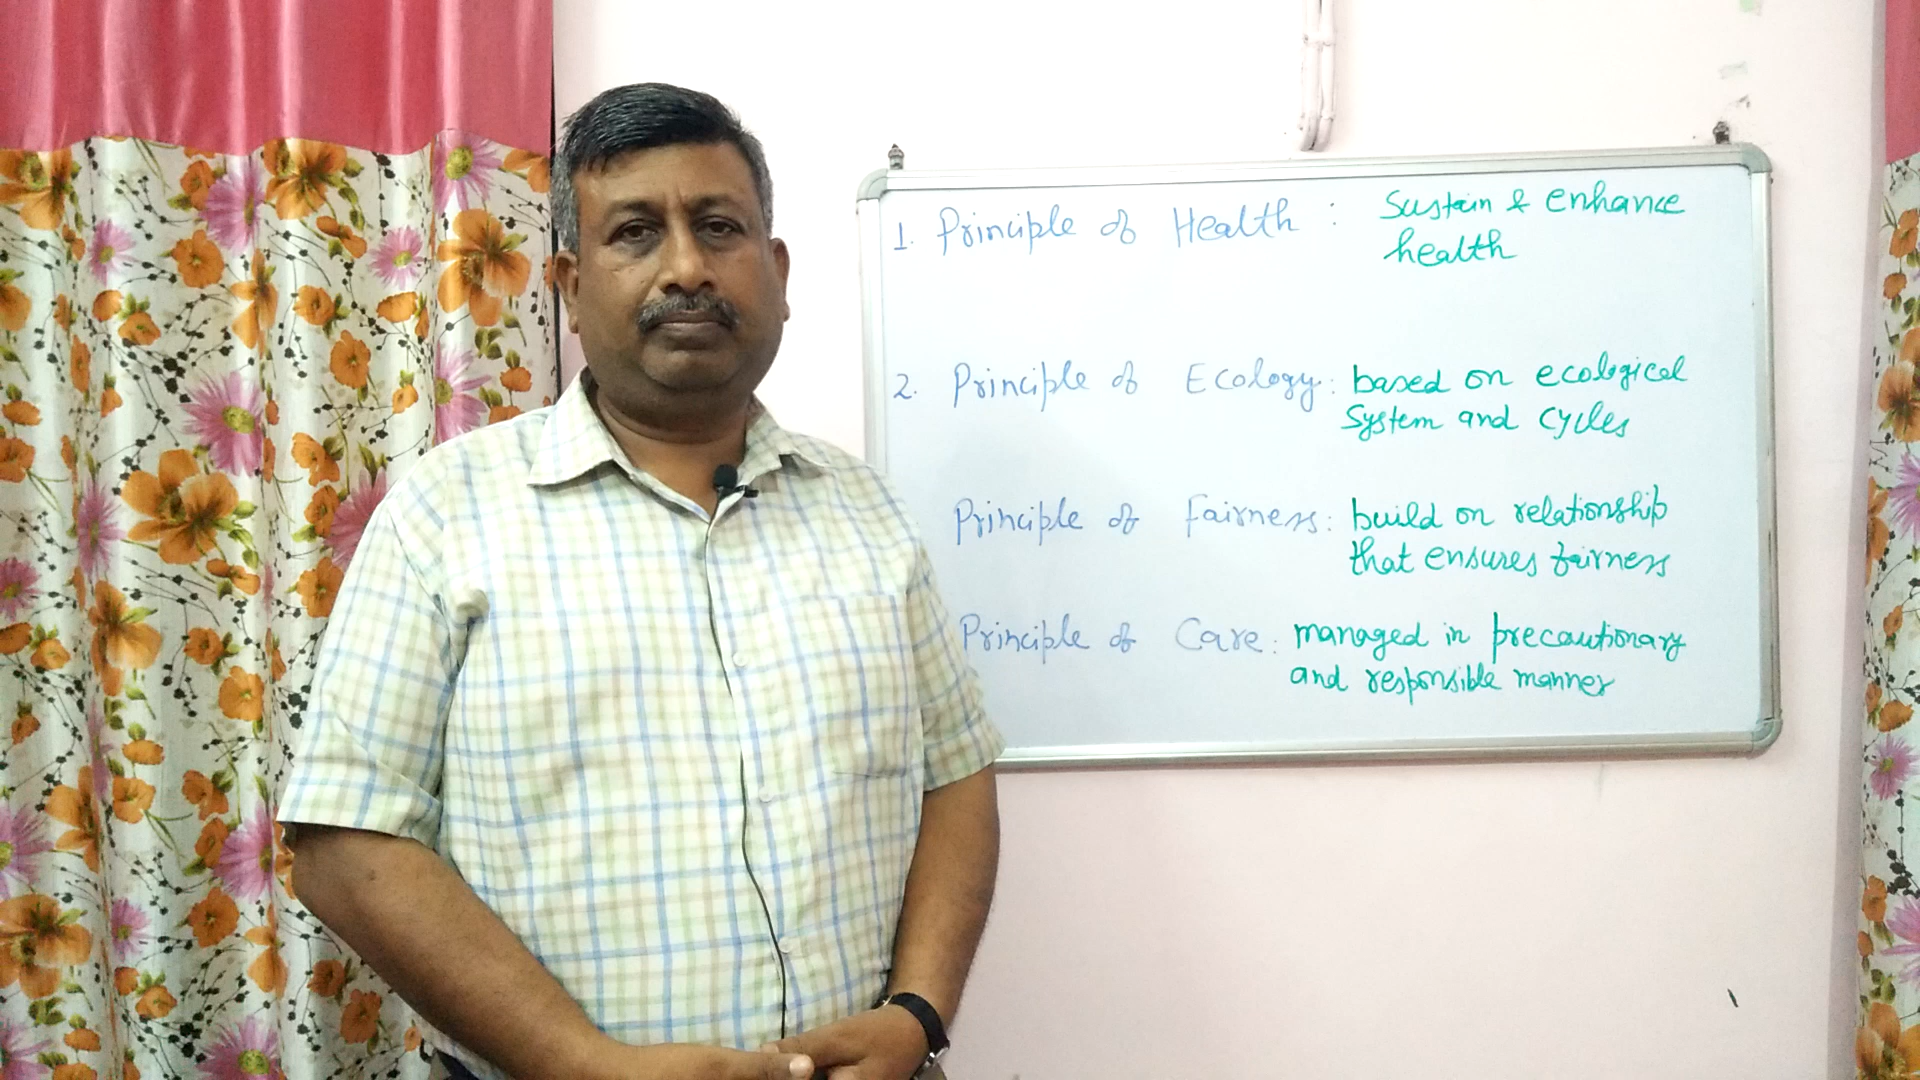 1. Principle of Health : Sustain & enhance
health
2. Principle of Ecology : based on ecological
System and Cycles
Principle of fairness : build on relationship
that ensures fairness
Principle of Care : managed in precautionary
and responsible manner